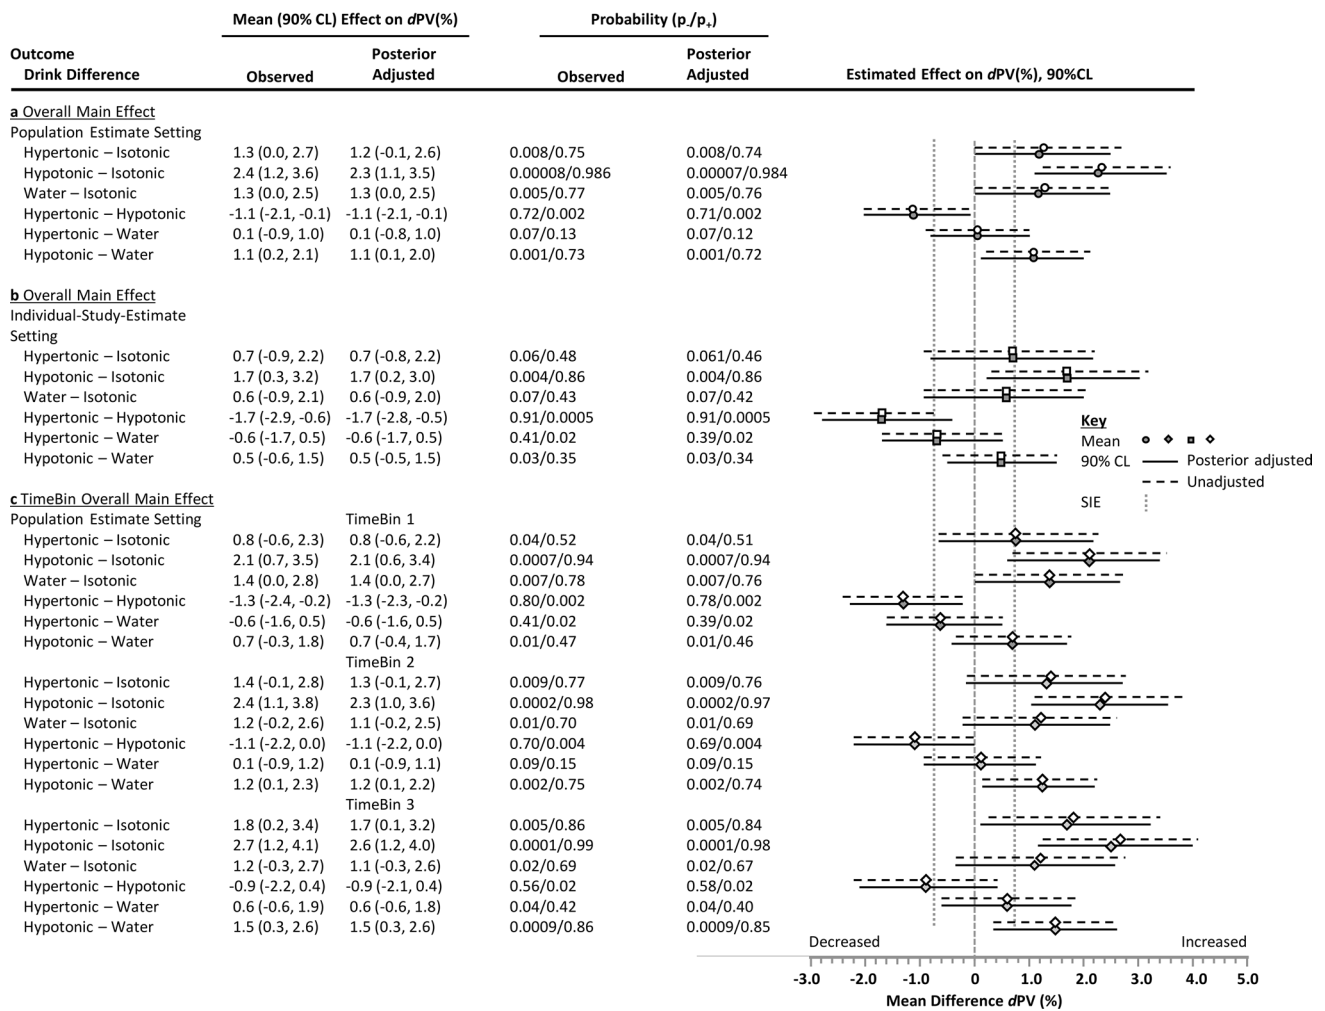 Mean (90% CL) Effect on dPV(%) Probability (p-/p+)
Outcome Posterior Posterior
Drink Difference Observed Adjusted Observed Adjusted Estimated Effect on dPV(%), 90%CL
a Overall Main Effect
Population Estimate Setting
Hypertonic – Isotonic 1.3 (0.0, 2.7) 1.2 (-0.1, 2.6) 0.008/0.75 0.008/0.74
Hypotonic – Isotonic 2.4 (1.2, 3.6) 2.3 (1.1, 3.5) 0.00008/0.986 0.00007/0.984
Water – Isotonic 1.3 (0.0, 2.5) 1.3 (0.0, 2.5) 0.005/0.77 0.005/0.76
Hypertonic – Hypotonic -1.1 (-2.1, -0.1) -1.1 (-2.1, -0.1) 0.72/0.002 0.71/0.002
Hypertonic – Water 0.1 (-0.9, 1.0) 0.1 (-0.8, 1.0) 0.07/0.13 0.07/0.12
Hypotonic – Water 1.1 (0.2, 2.1) 1.1 (0.1, 2.0) 0.001/0.73 0.001/0.72
b Overall Main Effect
Individual-Study-Estimate
Setting
Hypertonic – Isotonic 0.7 (-0.9, 2.2) 0.7 (-0.8, 2.2) 0.06/0.48 0.061/0.46
Hypotonic – Isotonic 1.7 (0.3, 3.2) 1.7 (0.2, 3.0) 0.004/0.86 0.004/0.86
Water – Isotonic 0.6 (-0.9, 2.1) 0.6 (-0.9, 2.0) 0.07/0.43 0.07/0.42
Hypertonic – Hypotonic -1.7 (-2.9, -0.6) -1.7 (-2.8, -0.5) 0.91/0.0005 0.91/0.0005
Hypertonic – Water -0.6 (-1.7, 0.5) -0.6 (-1.7, 0.5) 0.41/0.02 0.39/0.02
Hypotonic – Water 0.5 (-0.6, 1.5) 0.5 (-0.5, 1.5) 0.03/0.35 0.03/0.34
Key
Mean
90% CL Posterior adjusted
Unadjusted
SIE
c TimeBin Overall Main Effect
Population Estimate Setting TimeBin 1
Hypertonic – Isotonic 0.8 (-0.6, 2.3) 0.8 (-0.6, 2.2) 0.04/0.52 0.04/0.51
Hypotonic – Isotonic 2.1 (0.7, 3.5) 2.1 (0.6, 3.4) 0.0007/0.94 0.0007/0.94
Water – Isotonic 1.4 (0.0, 2.8) 1.4 (0.0, 2.7) 0.007/0.78 0.007/0.76
Hypertonic – Hypotonic -1.3 (-2.4, -0.2) -1.3 (-2.3, -0.2) 0.80/0.002 0.78/0.002
Hypertonic – Water -0.6 (-1.6, 0.5) -0.6 (-1.6, 0.5) 0.41/0.02 0.39/0.02
Hypotonic – Water 0.7 (-0.3, 1.8) 0.7 (-0.4, 1.7) 0.01/0.47 0.01/0.46
TimeBin 2
Hypertonic – Isotonic 1.4 (-0.1, 2.8) 1.3 (-0.1, 2.7) 0.009/0.77 0.009/0.76
Hypotonic – Isotonic 2.4 (1.1, 3.8) 2.3 (1.0, 3.6) 0.0002/0.98 0.0002/0.97
Water – Isotonic 1.2 (-0.2, 2.6) 1.1 (-0.2, 2.5) 0.01/0.70 0.01/0.69
Hypertonic – Hypotonic -1.1 (-2.2, 0.0) -1.1 (-2.2, 0.0) 0.70/0.004 0.69/0.004
Hypertonic – Water 0.1 (-0.9, 1.2) 0.1 (-0.9, 1.1) 0.09/0.15 0.09/0.15
Hypotonic – Water 1.2 (0.1, 2.3) 1.2 (0.1, 2.2) 0.002/0.75 0.002/0.74
TimeBin 3
Hypertonic – Isotonic 1.8 (0.2, 3.4) 1.7 (0.1, 3.2) 0.005/0.86 0.005/0.84
Hypotonic – Isotonic 2.7 (1.2, 4.1) 2.6 (1.2, 4.0) 0.0001/0.99 0.0001/0.98
Water – Isotonic 1.2 (-0.3, 2.7) 1.1 (-0.3, 2.6) 0.02/0.69 0.02/0.67
Hypertonic – Hypotonic -0.9 (-2.2, 0.4) -0.9 (-2.1, 0.4) 0.56/0.02 0.58/0.02
Hypertonic – Water 0.6 (-0.6, 1.9) 0.6 (-0.6, 1.8) 0.04/0.42 0.04/0.40
Hypotonic – Water 1.5 (0.3, 2.6) 1.5 (0.3, 2.6) 0.0009/0.86 0.0009/0.85
Decreased Increased
-3.0 -2.0 -1.0 0 1.0 2.0 3.0 4.0 5.0
Mean Difference dPV (%)